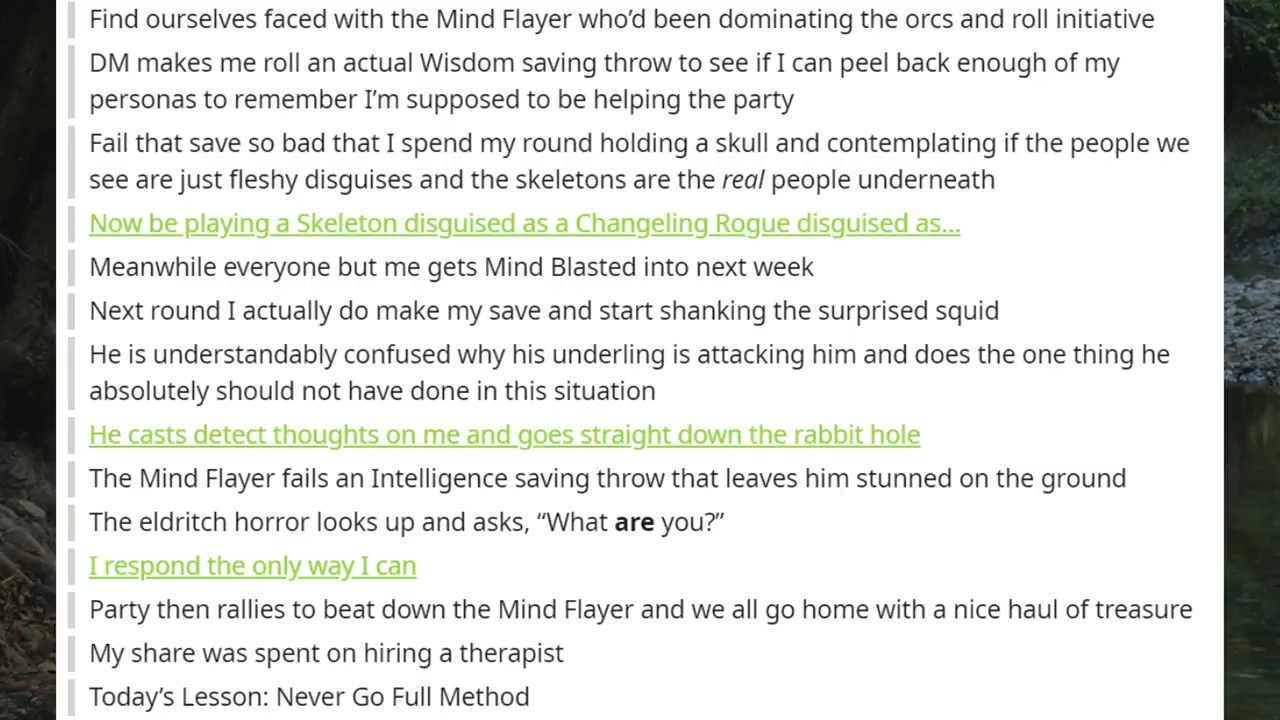 Find ourselves faced with the Mind Flayer who’d been dominating the orcs and roll initiative
DM makes me roll an actual Wisdom saving throw to see if I can peel back enough of my
personas to remember I’m supposed to be helping the party
Fail that save so bad that I spend my round holding a skull and contemplating if the people we
see are just fleshy disguises and the skeletons are the real people underneath
Now be playing a Skeleton disguised as a Changeling Rogue disguised as...
Meanwhile everyone but me gets Mind Blasted into next week
Next round I actually do make my save and start shanking the surprised squid
He is understandably confused why his underling is attacking him and does the one thing he
absolutely should not have done in this situation
He casts detect thoughts on me and goes straight down the rabbit hole
The Mind Flayer fails an Intelligence saving throw that leaves him stunned on the ground
The eldritch horror looks up and asks, “What are you?”
I respond the only way I can
Party then rallies to beat down the Mind Flayer and we all go home with a nice haul of treasure
My share was spent on hiring a therapist
Today’s Lesson: Never Go Full Method